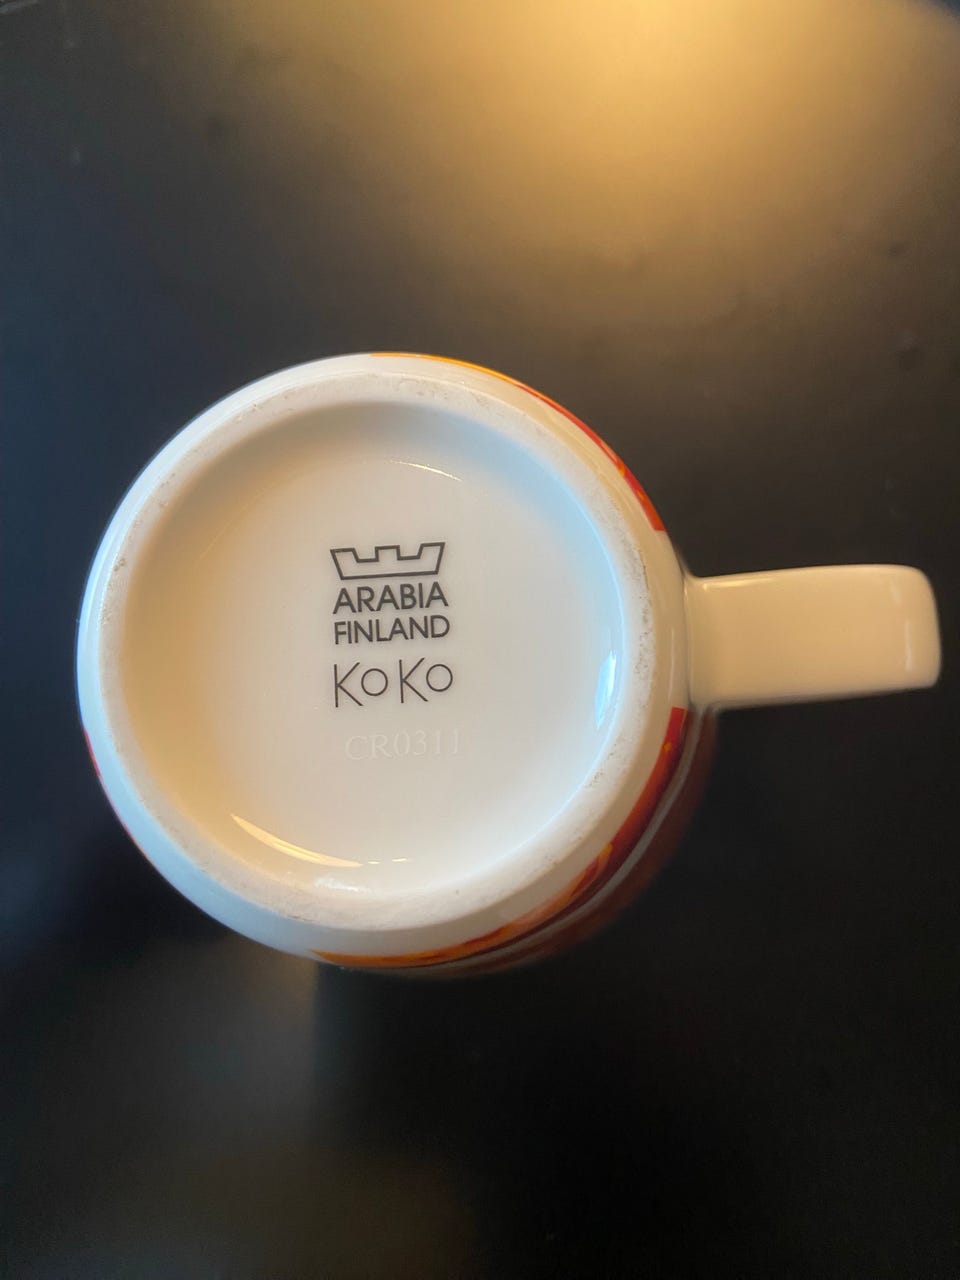 ARABIA
FINLAND
KoKo
CR0311